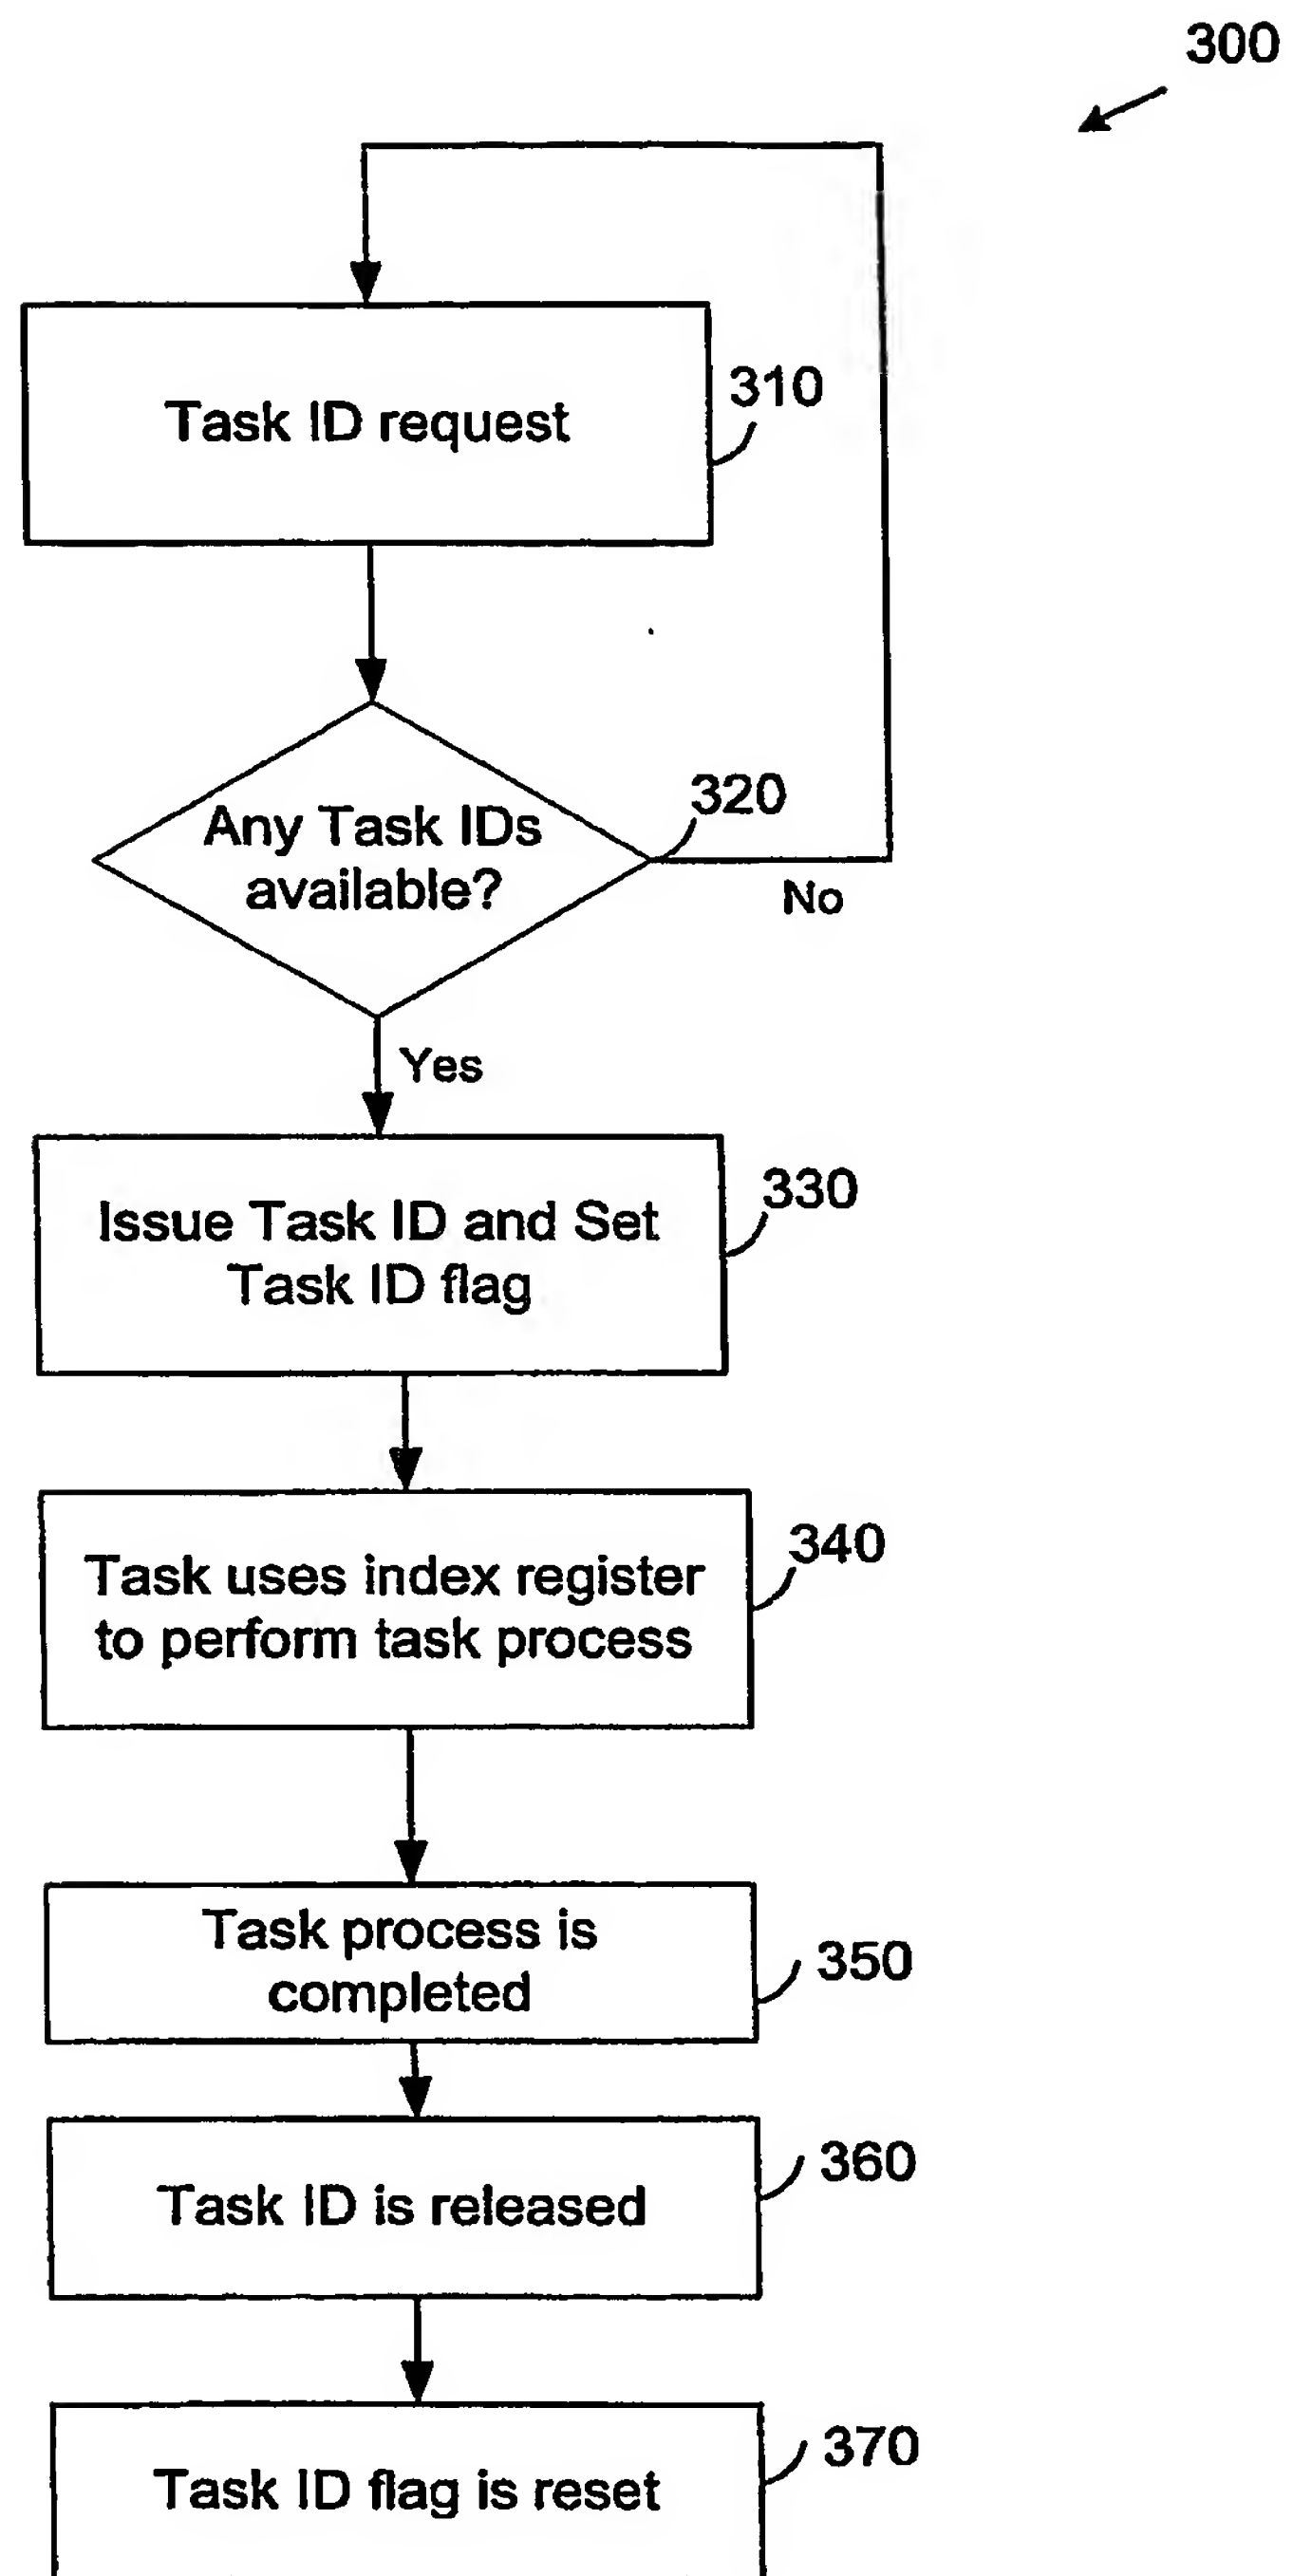 300
Task ID request
310
Any Task IDs
available?
320
No
Yes
Issue Task ID and Set
Task ID flag
330
Task uses index register
to perform task process
340
Task process is
completed
350
Task ID is released
360
Task ID flag is reset
370